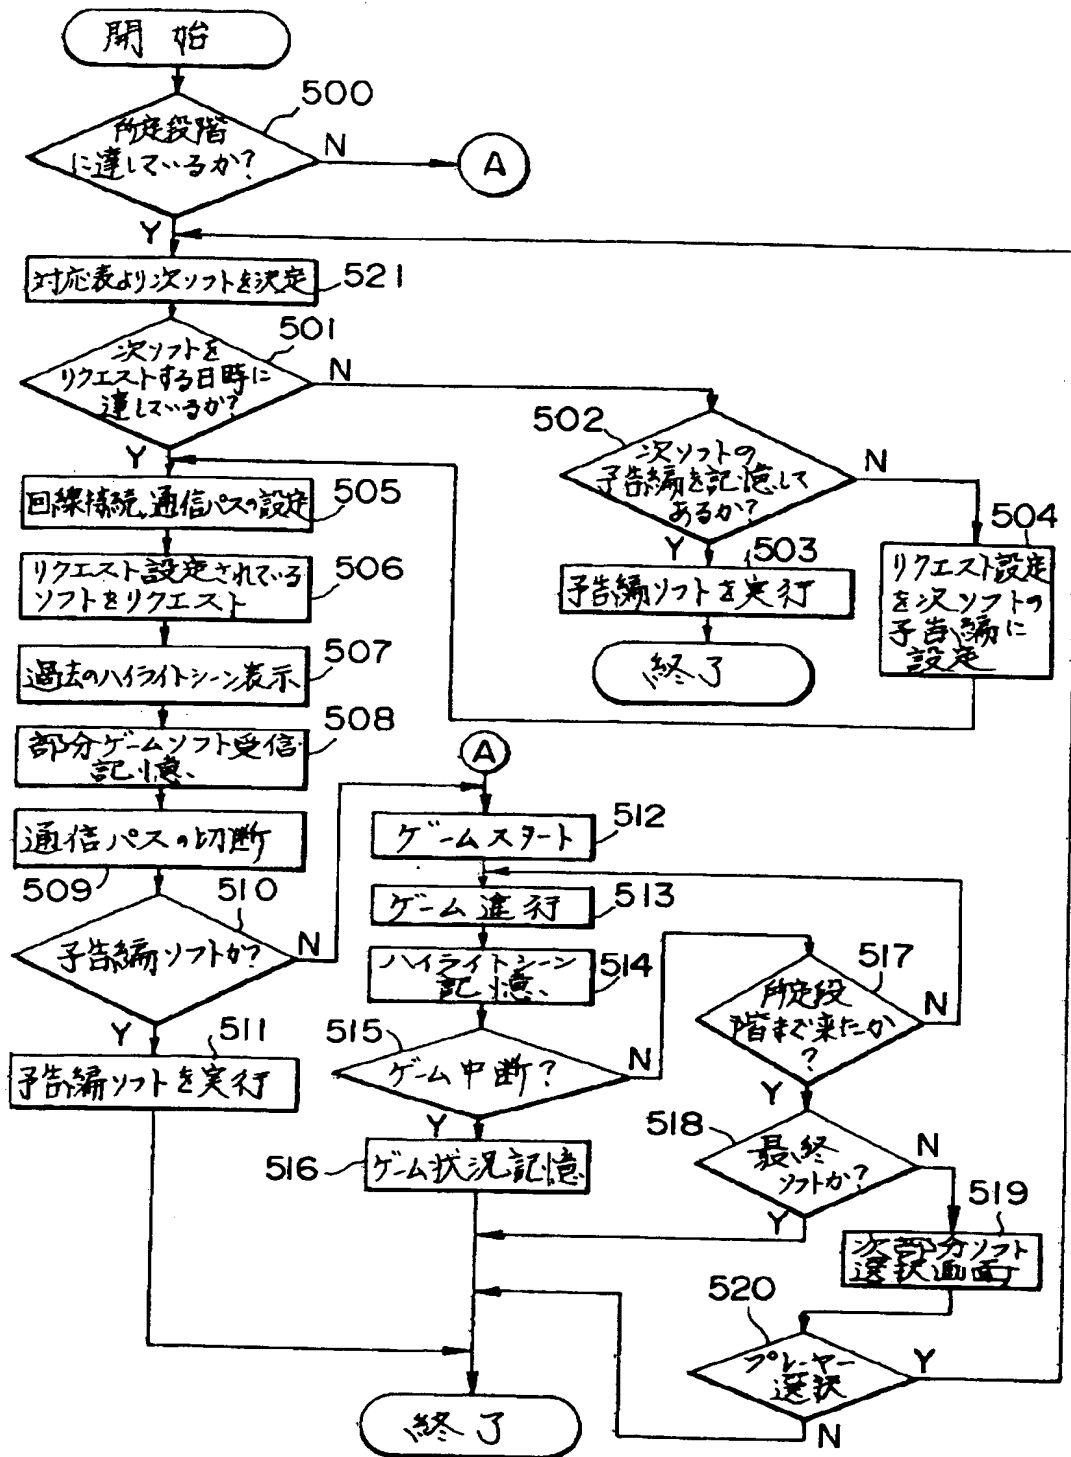 開始
500
所定段階
に達しているか?
N
A
Y
対応表より次ソフトを決定
521
501
次ソフトを
リクエストする日時に
達しているか?
N
Y
502
次ソフトの
予告編を記憶して
あるか?
N
Y
503
予告編ソフトを実行
終了
504
リクエスト設定
を次ソフトの
予告編に
設定
回線接続、通信パスの設定
505
リクエスト設定されている
ソフトをリクエスト
506
過去のハイライトシーン表示
507
部分ゲームソフト受信
記憶
508
通信パスの切断
509
510
予告編ソフトか?
N
Y
511
予告編ソフトを実行
A
ゲームスタート
512
ゲーム進行
513
ハイライトシーン
記憶
514
515
ゲーム中断?
N
Y
516
ゲーム状況記憶
517
所定段
階まで来たか
?
N
Y
518
最終
ソフトか?
N
Y
519
次部分ソフト
選択画面
520
プレーヤー
選択
Y
N
終了